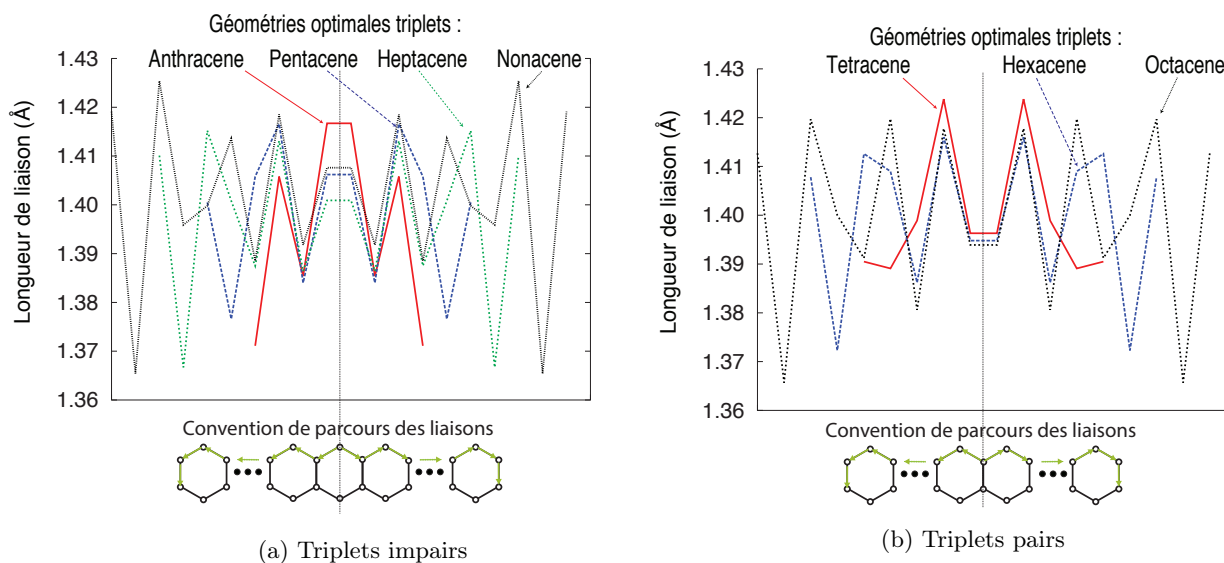 Géométries optimales triplets :
Anthracene Pentacene Heptacene Nonacene
Longueur de liaison (Å)
1.43
1.42
1.41
1.40
1.39
1.38
1.37
1.36
Convention de parcours des liaisons
(a) Triplets impairs
Géométries optimales triplets :
Tetracene Hexacene Octacene
Longueur de liaison (Å)
1.43
1.42
1.41
1.40
1.39
1.38
1.37
1.36
Convention de parcours des liaisons
(b) Triplets pairs